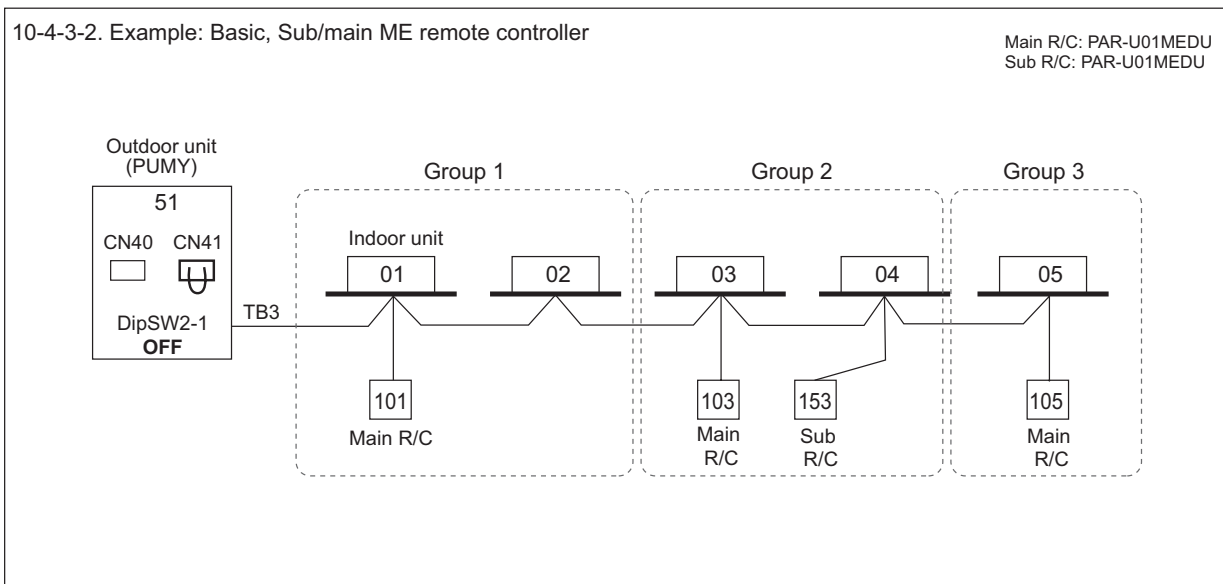 10-4-3-2. Example: Basic, Sub/main ME remote controller
Main R/C: PAR-U01MEDU
Sub R/C: PAR-U01MEDU
Outdoor unit
(PUMY)
51
CN40 CN41
DipSW2-1
OFF
TB3
Group 1
Group 2
Group 3
Indoor unit
01
02
03
04
05
101
Main R/C
103
Main
R/C
153
Sub
R/C
105
Main
R/C